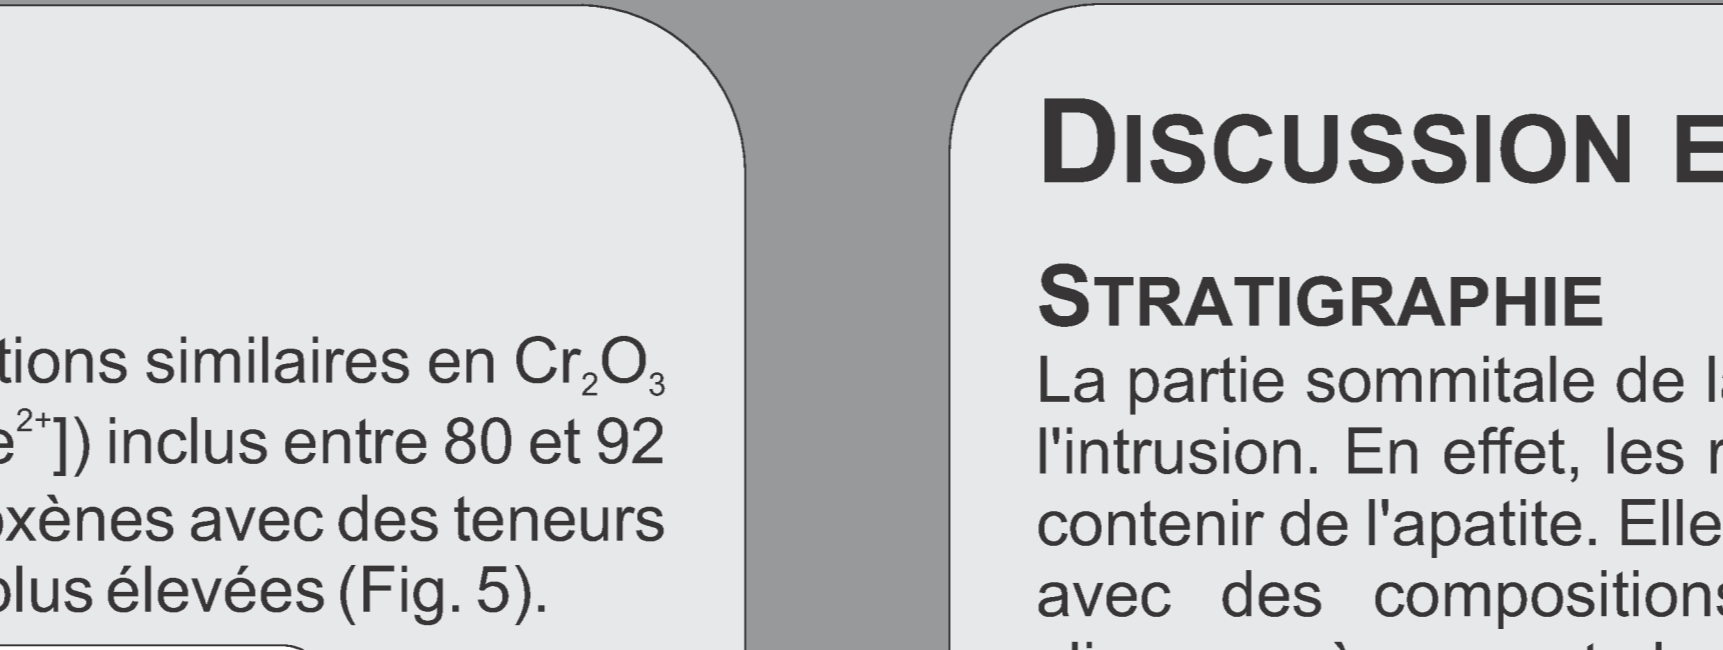 tions similaires en Cr₂O₃
e²⁺]) inclus entre 80 et 92
oxènes avec des teneurs
plus élevées (Fig. 5).
DISCUSSION E
STRATIGRAPHIE
La partie sommitale de l
l'intrusion. En effet, les
contenir de l'apatite. Elle
avec des compositions